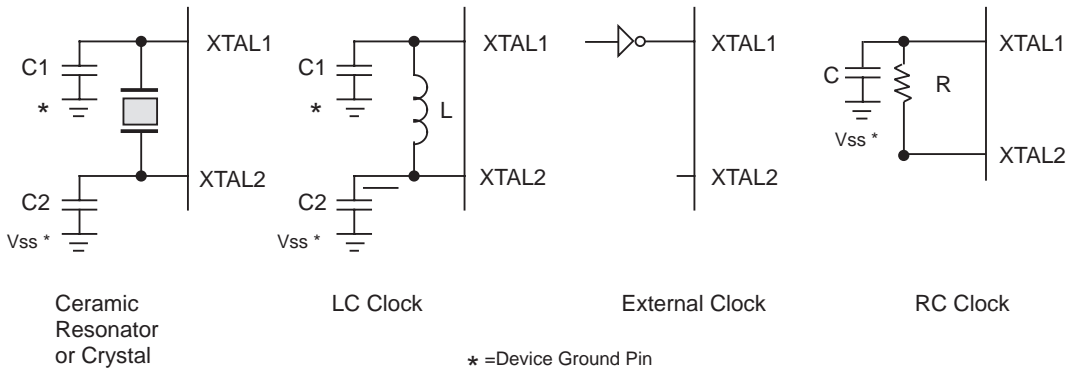 XTAL1
C1
*
XTAL2
C2
Vss *
Ceramic
Resonator
or Crystal
XTAL1
C1
*
L
XTAL2
C2
Vss *
LC Clock
XTAL1
XTAL2
External Clock
XTAL1
C
R
Vss *
XTAL2
RC Clock
* =Device Ground Pin